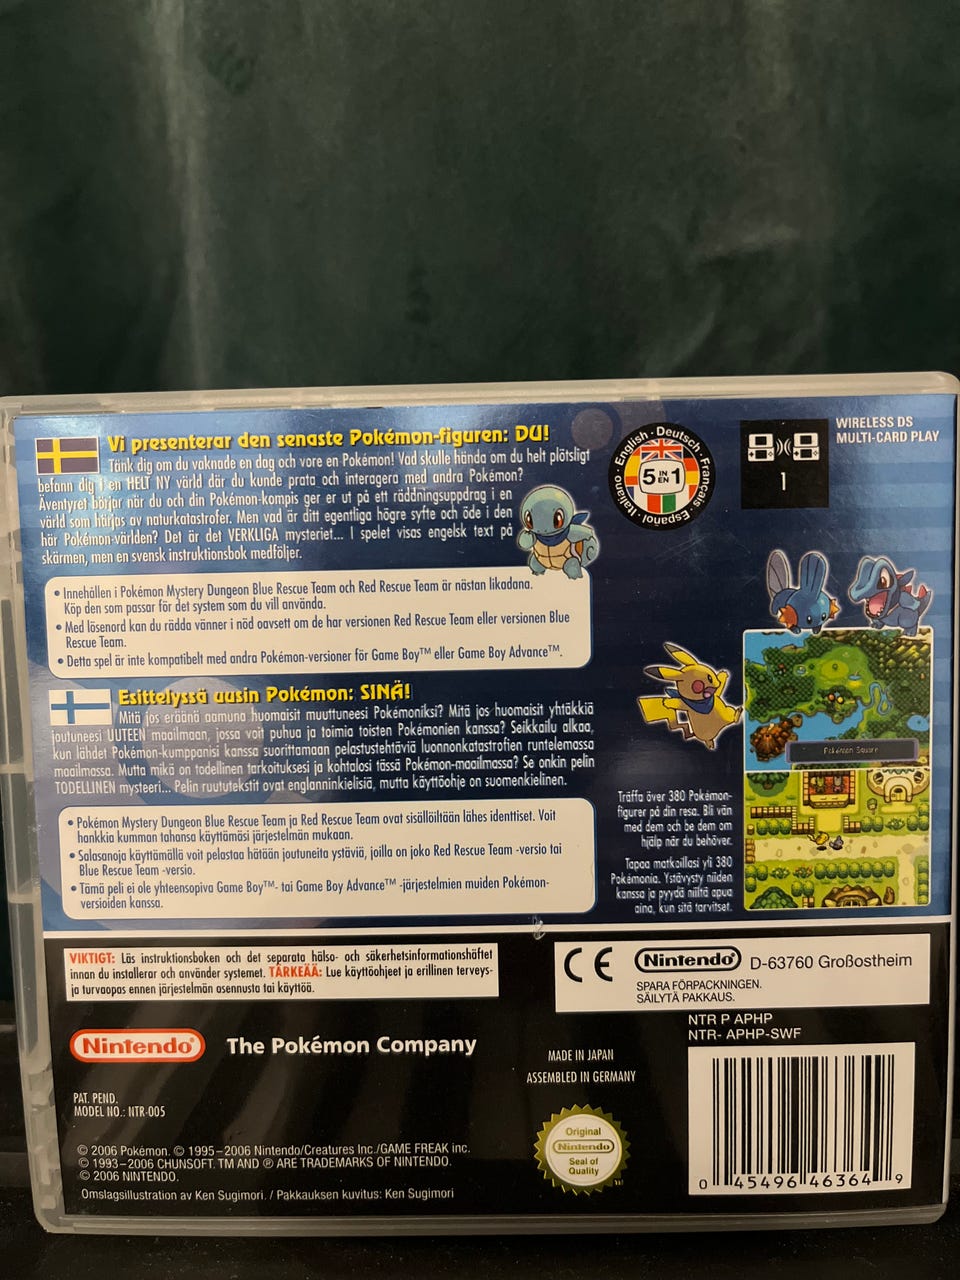 Vi presenterar den senaste Pokémon-figuren: DU!
Tänk dig om du vaknade en dag och vore en Pokémon! Vad skulle hända om du helt plötsligt
befann dig i en HELT NY värld där du kunde prata och interagera med andra Pokémon?
Äventyret börjar när du och din Pokémon-kompis ger er ut på ett räddningsuppdrag i en
värld som härjas av naturkatastrofer. Men vad är ditt egentliga högre syfte och öde i den
här Pokémon-världen? Det är det VERKLIGA mysteriet... I spelet visas engelsk text på
skärmen, men en svensk instruktionsbok medföljer.
• Innehållen i Pokémon Mystery Dungeon Blue Rescue Team och Red Rescue Team är nästan likadana.
Köp den som passar för det system som du vill använda.
• Med lösenord kan du rädda vänner i nöd oavsett om de har versionen Red Rescue Team eller versionen Blue
Rescue Team.
• Detta spel är inte kompatibelt med andra Pokémon-versioner för Game Boy™ eller Game Boy Advance™.
Esittelyssä uusin Pokémon: SINÄ!
Mitä jos eräänä aamuna huomaisit muuttuneesi Pokémoniksi? Mitä jos huomaisit yhtäkkiä
joutuneesi UUTEEN maailmaan, jossa voit puhua ja toimia toisten Pokémonien kanssa? Seikkailu alkaa,
kun lähdet Pokémon-kumppanisi kanssa suorittamaan pelastustehtäviä luonnonkatastrofien runtelemassa
maailmassa. Mutta mikä on todellinen tarkoituksesi ja kohtalosi tässä Pokémon-maailmassa? Se onkin pelin
TODELLINEN mysteeri... Pelin ruututekstit ovat englanninkielisiä, mutta käyttöohje on suomenkielinen.
• Pokémon Mystery Dungeon Blue Rescue Team ja Red Rescue Team ovat sisällöltään lähes identtiset. Voit
hankkia kumman tahansa käyttämäsi järjestelmän mukaan.
• Salasanoja käyttämällä voit pelastaa hätään joutuneita ystäviä, joilla on joko Red Rescue Team -versio tai
Blue Rescue Team -versio.
• Tämä peli ei ole yhteensopiva Game Boy™- tai Game Boy Advance™ -järjestelmien muiden Pokémon-
versioiden kanssa.
English · Deutsch · Français · Español · Italiano ·
5 IN EN 1
1
WIRELESS DS
MULTI-CARD PLAY
Pokémon Square
Träffa över 380 Pokémon-
figurer på din resa. Bli vän
med dem och be dem om
hjälp när du behöver.
Tapaa matkallasi yli 380
Pokémonia. Ystävysty niiden
kanssa ja pyydä niiltä apua
aina, kun sitä tarvitset.
VIKTIGT: Läs instruktionsboken och det separata hälso- och säkerhetsinformationshäftet
innan du installerar och använder systemet. TÄRKEÄÄ: Lue käyttöohjeet ja erillinen terveys-
ja turvaopas ennen järjestelmän asennusta tai käyttöä.
CE
Nintendo® D-63760 Großostheim
SPARA FÖRPACKNINGEN.
SÄILYTÄ PAKKAUS.
NTR P APHP
NTR- APHP-SWF
Nintendo®
The Pokémon Company
MADE IN JAPAN
ASSEMBLED IN GERMANY
PAT. PEND.
MODEL NO.: NTR-005
Original
Nintendo®
Seal of
Quality
© 2006 Pokémon. © 1995–2006 Nintendo/Creatures Inc./GAME FREAK inc.
© 1993–2006 CHUNSOFT. TM AND ® ARE TRADEMARKS OF NINTENDO.
© 2006 NINTENDO.
Omslagsillustration av Ken Sugimori. / Pakkauksen kuvitus: Ken Sugimori
0 45496 46364 9